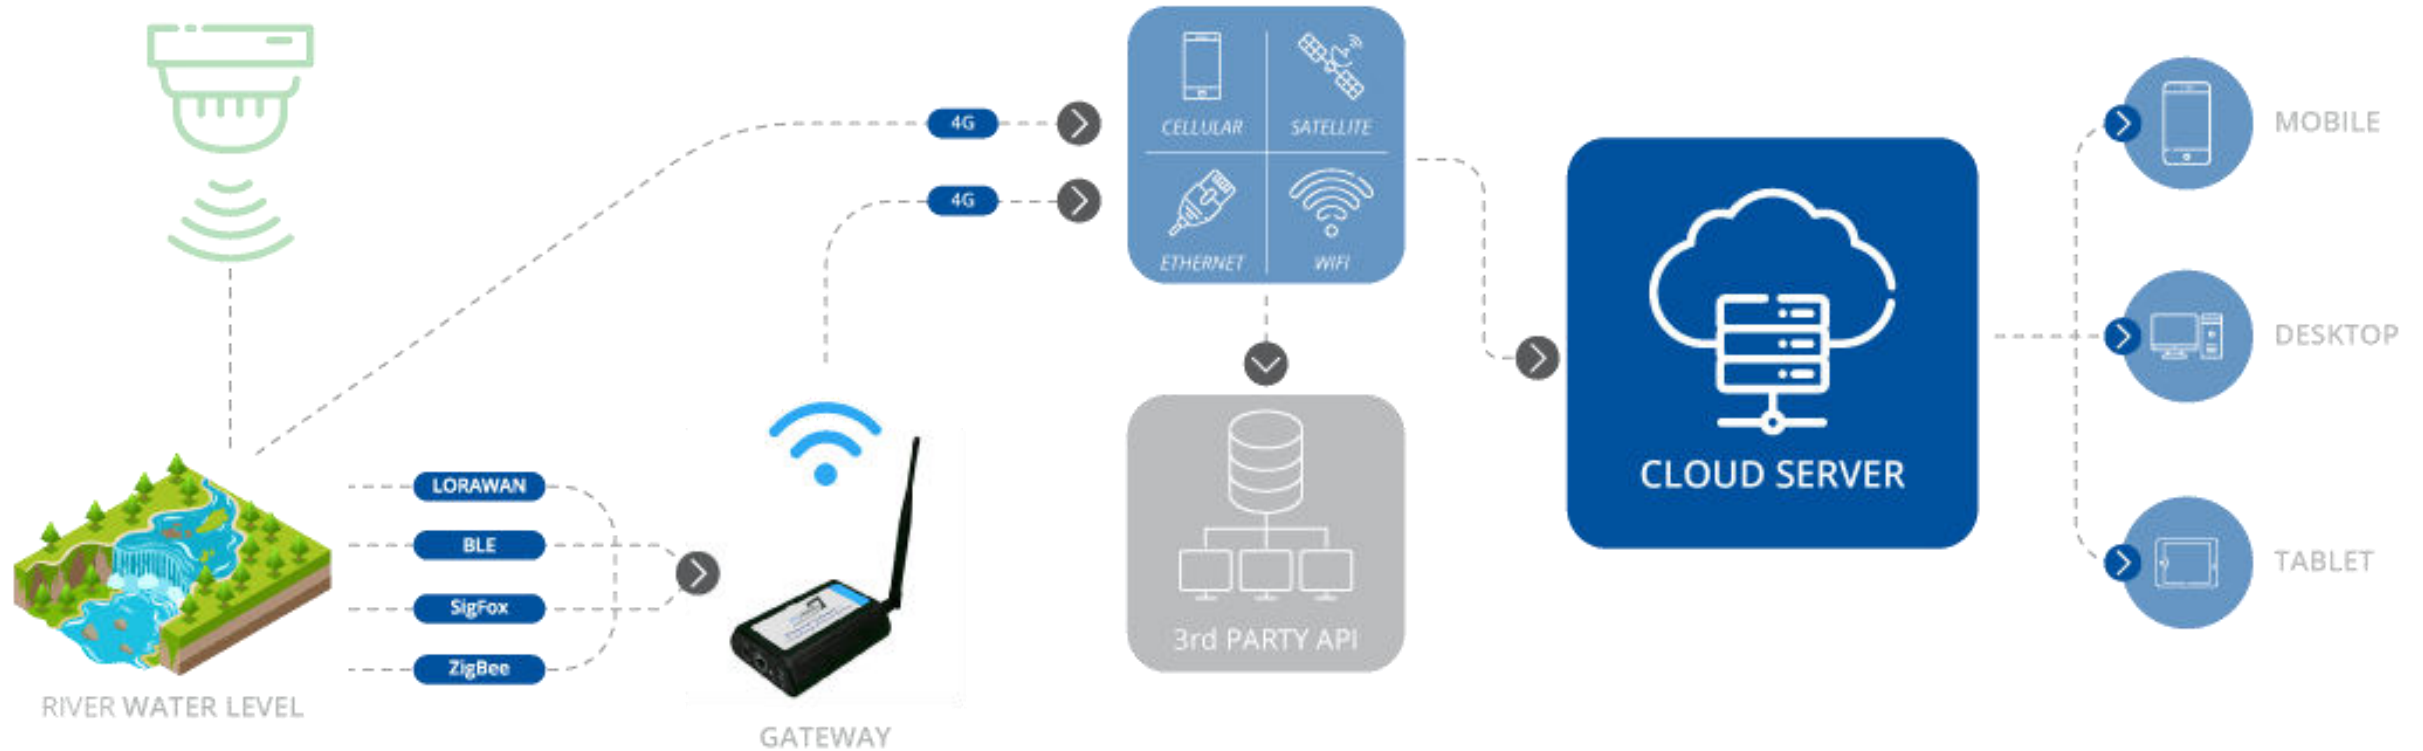 4G
4G
CELLULAR
SATELLITE
ETHERNET
WIFI
MOBILE
DESKTOP
TABLET
CLOUD SERVER
LORAWAN
BLE
SigFox
ZigBee
RIVER WATER LEVEL
GATEWAY
3rd PARTY API